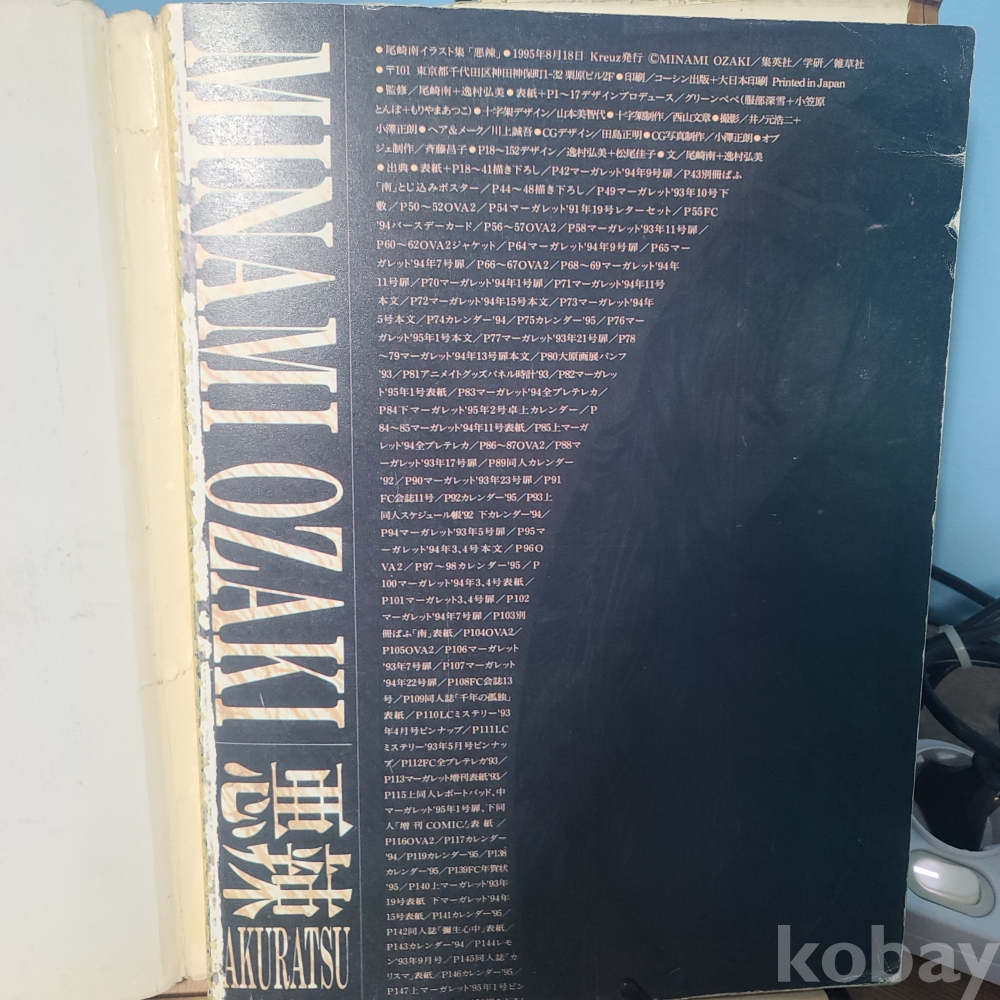 MINAMI OZAKI
悪辣
AKURATSU
●尾崎南イラスト集「悪辣」●1995年8月18日 Kreuz発行 ©MINAMI OZAKI／集英社／学研／雑草社
●〒101 東京都千代田区神田神保町1-32 栗原ビル2F●印刷／コーシン出版+大日本印刷 Printed in Japan
●監修／尾崎南+逸村弘美●表紙+P1〜17デザインプロデュース／グリーンペペ(服部深雪+小笠原
とんぼ+もりやまあつこ)●十字架デザイン／山本美智代●十字架制作／西山文章●撮影／井ノ元浩二+
小澤正朗●ヘア&メーク／川上誠吾●CGデザイン／田島正明●CG写真制作／小澤正朗●オブ
ジェ制作／斉藤昌子●P18〜152デザイン／逸村弘美+松尾佳子●文／尾崎南+逸村弘美
●出典●表紙+P18〜41描き下ろし／P42マーガレット'94年9号扉／P43別冊ぱふ
「南」とじ込みポスター／P44〜48描き下ろし／P49マーガレット'93年10号下
敷／P50〜52OVA2／P54マーガレット'91年19号レターセット／P55FC
'94バースデーカード／P56〜57OVA2／P58マーガレット'93年11号扉／
P60〜62OVA2ジャケット／P64マーガレット'94年9号扉／P65マー
ガレット'94年7号扉／P66〜67OVA2／P68〜69マーガレット'94年
11号扉／P70マーガレット'94年1号扉／P71マーガレット'94年11号
本文／P72マーガレット'94年15号本文／P73マーガレット'94年
5号本文／P74カレンダー'94／P75カレンダー'95／P76マー
ガレット'95年1号本文／P77マーガレット'93年21号扉／P78
〜79マーガレット'94年13号扉本文／P80大原画展パンフ
'93／P81アニメイトグッズパネル時計'93／P82マーガレッ
ト'95年1号表紙／P83マーガレット'94全プレテレカ／
P84下マーガレット'95年2号卓上カレンダー／P
84〜85マーガレット'94年11号表紙／P85上マーガ
レット'94全プレテレカ／P86〜87OVA2／P88マ
ーガレット'93年17号扉／P89同人カレンダー
'92／P90マーガレット'93年23号扉／P91
FC会誌11号／P92カレンダー'95／P93上
同人スケジュール帳'92 下カレンダー'94／
P94マーガレット'93年5号扉／P95マ
ーガレット'94年3、4号本文／P96O
VA2／P97〜98カレンダー'95／P
100マーガレット'94年3、4号表紙／
P101マーガレット3、4号扉／P102
マーガレット'94年7号扉／P103別
冊ぱふ「南」表紙／P104OVA2／
P105OVA2／P106マーガレット
'93年7号扉／P107マーガレット
'94年22号扉／P108FC会誌13
号／P109同人誌「千年の孤独」
表紙／P110LCミステリー'93
年4月号ピンナップ／P111LC
ミステリー'93年5月号ピンナッ
プ／P112FC全プレテレカ'93／
P113マーガレット増刊表紙'93／
P115上同人レポートパッド、中
マーガレット'95年1号扉、下同
人「増刊COMIC!」表紙／
P116OVA2／P117カレンダー
'94／P119カレンダー'95／P138
カレンダー'95／P139FC年賀状
'95／P140上マーガレット'93年
19号表紙 下マーガレット'94年
15号表紙／P141カレンダー'95／
P142同人誌「彌生心中」表紙／
P143カレンダー'94／P144レモ
ン'93年9月号／P145同人誌「カ
リスマ」表紙／P146カレンダー'95／
P147上マーガレット'95年1号ピン
kobay